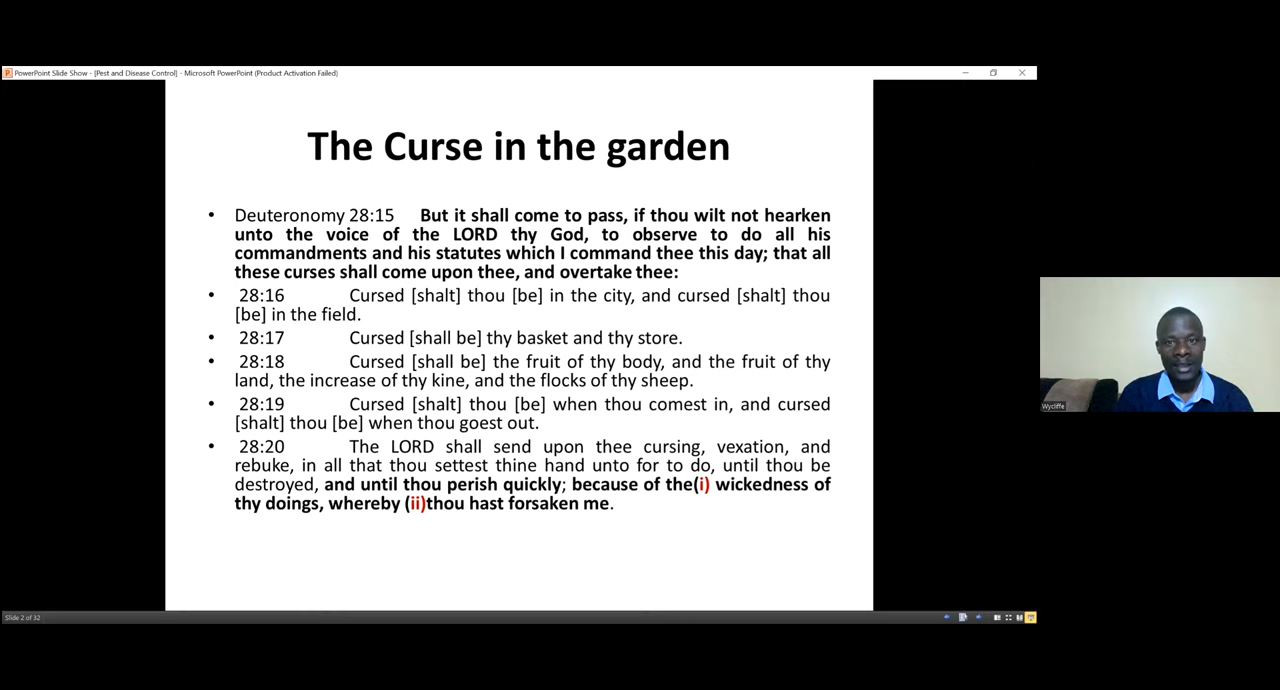 PowerPoint Slide Show - [Pest and Disease Control] - Microsoft PowerPoint (Product Activation Failed)
The Curse in the garden
• Deuteronomy 28:15 But it shall come to pass, if thou wilt not hearken
unto the voice of the LORD thy God, to observe to do all his
commandments and his statutes which I command thee this day; that all
these curses shall come upon thee, and overtake thee:
• 28:16 Cursed [shalt] thou [be] in the city, and cursed [shalt] thou
[be] in the field.
• 28:17 Cursed [shall be] thy basket and thy store.
• 28:18 Cursed [shall be] the fruit of thy body, and the fruit of thy
land, the increase of thy kine, and the flocks of thy sheep.
• 28:19 Cursed [shalt] thou [be] when thou comest in, and cursed
[shalt] thou [be] when thou goest out.
• 28:20 The LORD shall send upon thee cursing, vexation, and
rebuke, in all that thou settest thine hand unto for to do, until thou be
destroyed, and until thou perish quickly; because of the(i) wickedness of
thy doings, whereby (ii)thou hast forsaken me.
Slide 2 of 32
Wycliffe